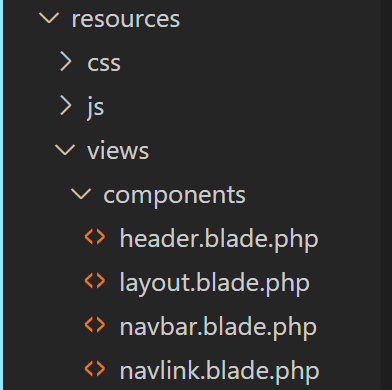 resources
css
js
views
components
header.blade.php
layout.blade.php
navbar.blade.php
navlink.blade.php